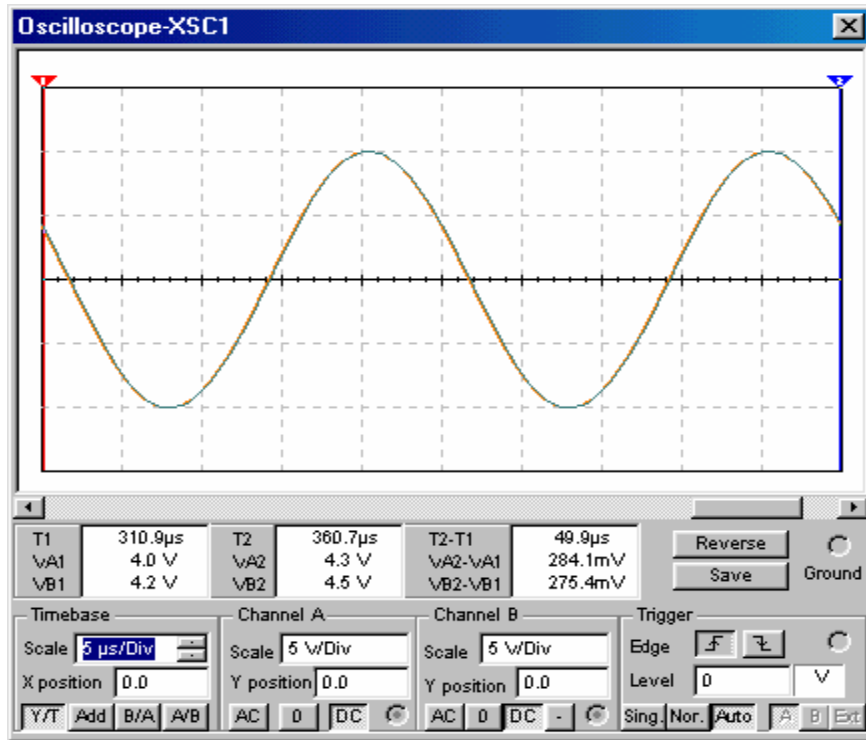 Oscilloscope-XSC1
1 2
T1 310.9µs T2 360.7µs T2-T1 49.9µs
VA1 4.0 V VA2 4.3 V VA2-VA1 284.1mV
VB1 4.2 V VB2 4.5 V VB2-VB1 275.4mV
Reverse
Save
Ground
Timebase
Scale 5 µs/Div
X position 0.0
Y/T Add B/A A/B
Channel A
Scale 5 V/Div
Y position 0.0
AC 0 DC
Channel B
Scale 5 V/Div
Y position 0.0
AC 0 DC -
Trigger
Edge
Level 0 V
Sing. Nor. Auto A B Ext